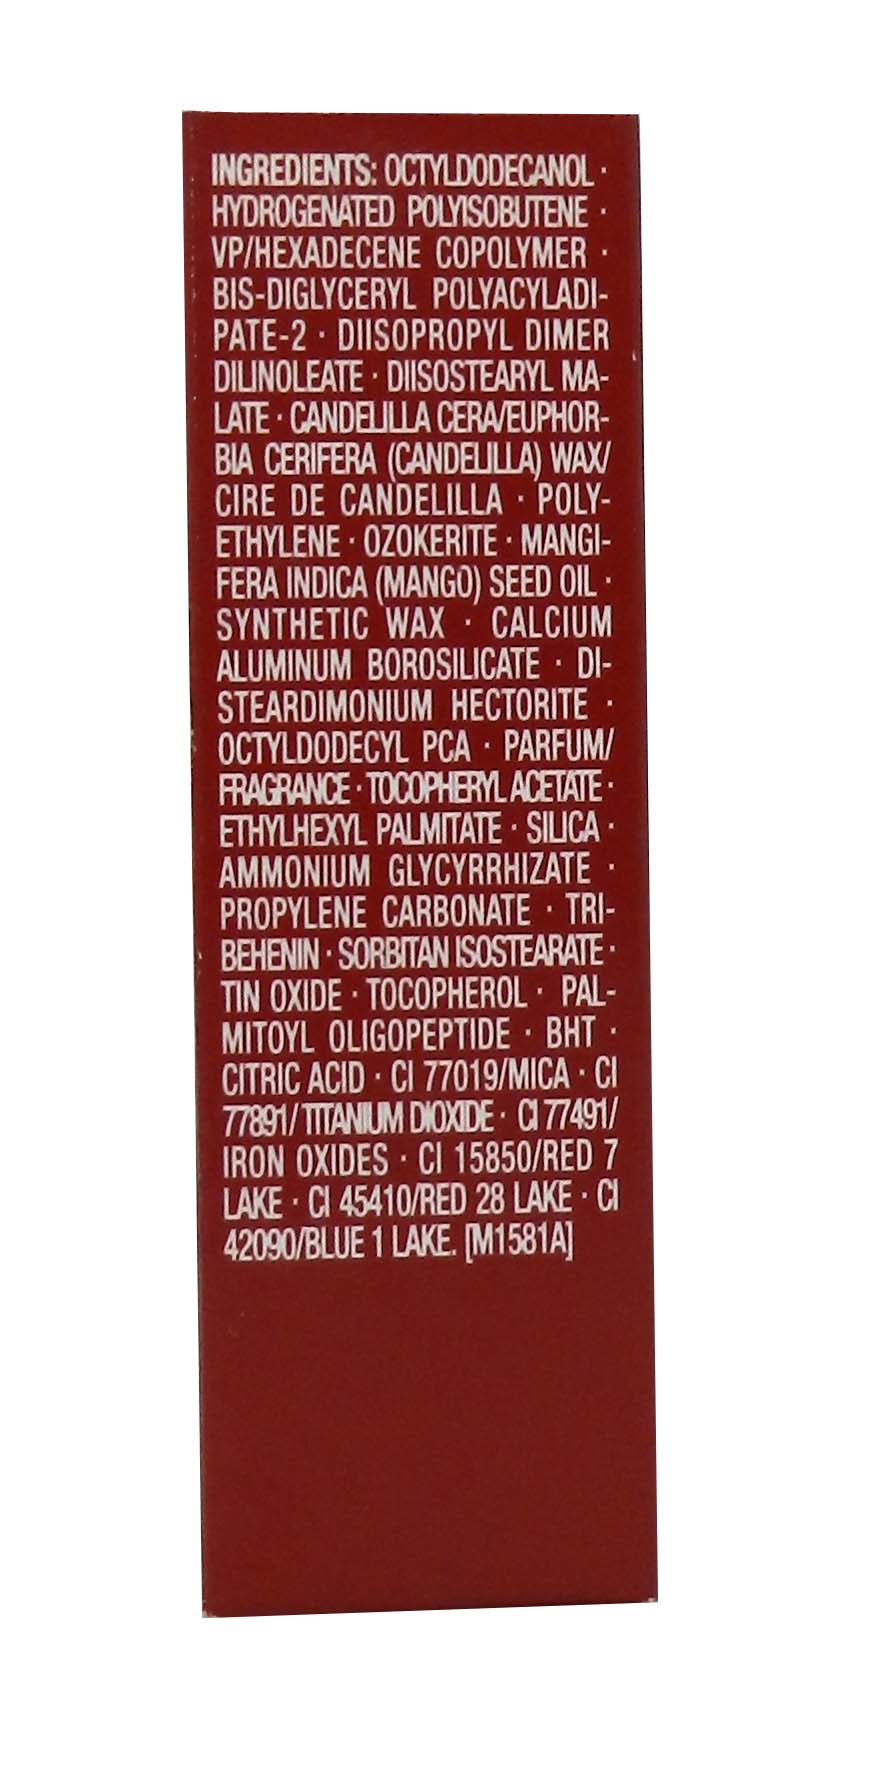 INGREDIENTS: OCTYLDODECANOL ·
HYDROGENATED POLYISOBUTENE ·
VP/HEXADECENE COPOLYMER ·
BIS-DIGLYCERYL POLYACYLADI-
PATE-2 · DIISOPROPYL DIMER
DILINOLEATE · DIISOSTEARYL MA-
LATE · CANDELILLA CERA/EUPHOR-
BIA CERIFERA (CANDELILLA) WAX/
CIRE DE CANDELILLA · POLY-
ETHYLENE · OZOKERITE · MANGI-
FERA INDICA (MANGO) SEED OIL ·
SYNTHETIC WAX · CALCIUM
ALUMINUM BOROSILICATE · DI-
STEARDIMONIUM HECTORITE ·
OCTYLDODECYL PCA · PARFUM/
FRAGRANCE · TOCOPHERYL ACETATE ·
ETHYLHEXYL PALMITATE · SILICA ·
AMMONIUM GLYCYRRHIZATE ·
PROPYLENE CARBONATE · TRI-
BEHENIN · SORBITAN ISOSTEARATE ·
TIN OXIDE · TOCOPHEROL · PAL-
MITOYL OLIGOPEPTIDE · BHT ·
CITRIC ACID · CI 77019/MICA · CI
77891/TITANIUM DIOXIDE · CI 77491/
IRON OXIDES · CI 15850/RED 7
LAKE · CI 45410/RED 28 LAKE · CI
42090/BLUE 1 LAKE. [M1581A]